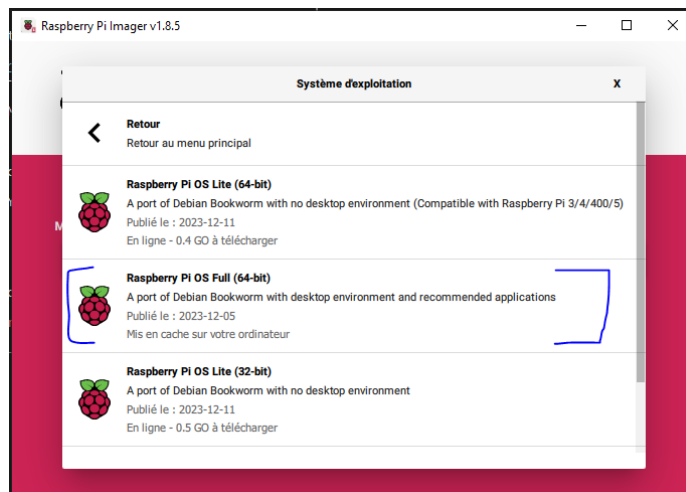 Raspberry Pi Imager v1.8.5
Système d'exploitation
X
Retour
Retour au menu principal
Raspberry Pi OS Lite (64-bit)
A port of Debian Bookworm with no desktop environment (Compatible with Raspberry Pi 3/4/400/5)
Publié le : 2023-12-11
En ligne - 0.4 GO à télécharger
Raspberry Pi OS Full (64-bit)
A port of Debian Bookworm with desktop environment and recommended applications
Publié le : 2023-12-05
Mis en cache sur votre ordinateur
Raspberry Pi OS Lite (32-bit)
A port of Debian Bookworm with no desktop environment
Publié le : 2023-12-11
En ligne - 0.5 GO à télécharger